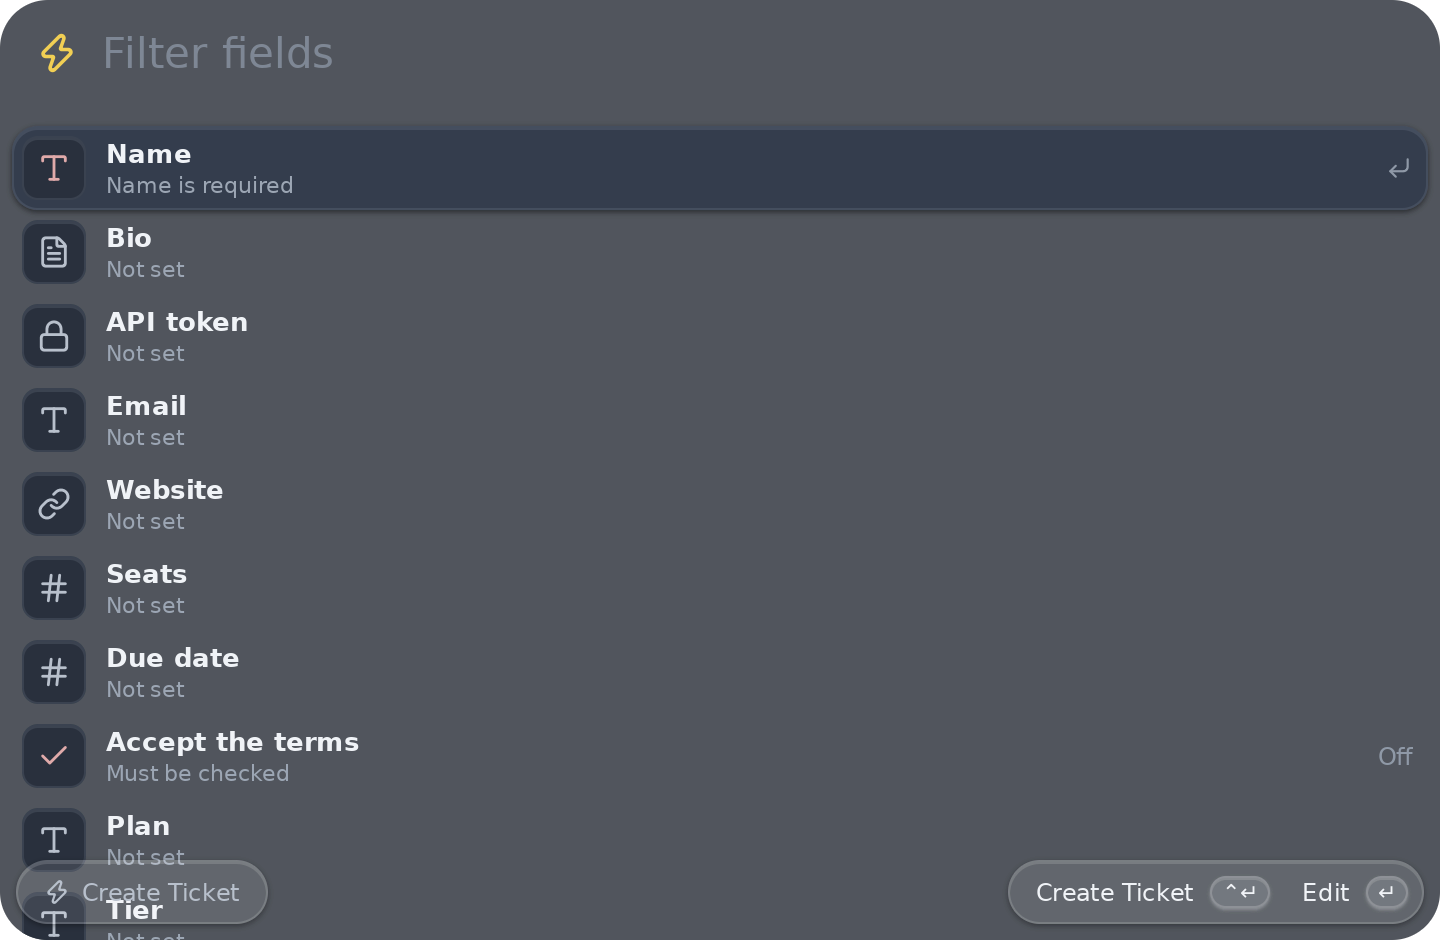 Filter fields
Name
Name is required
Bio
Not set
API token
Not set
Email
Not set
Website
Not set
Seats
Not set
Due date
Not set
Accept the terms
Must be checked
Off
Plan
Not set
Create Ticket
Create Ticket ^↵ Edit ↵
Tier
Not set